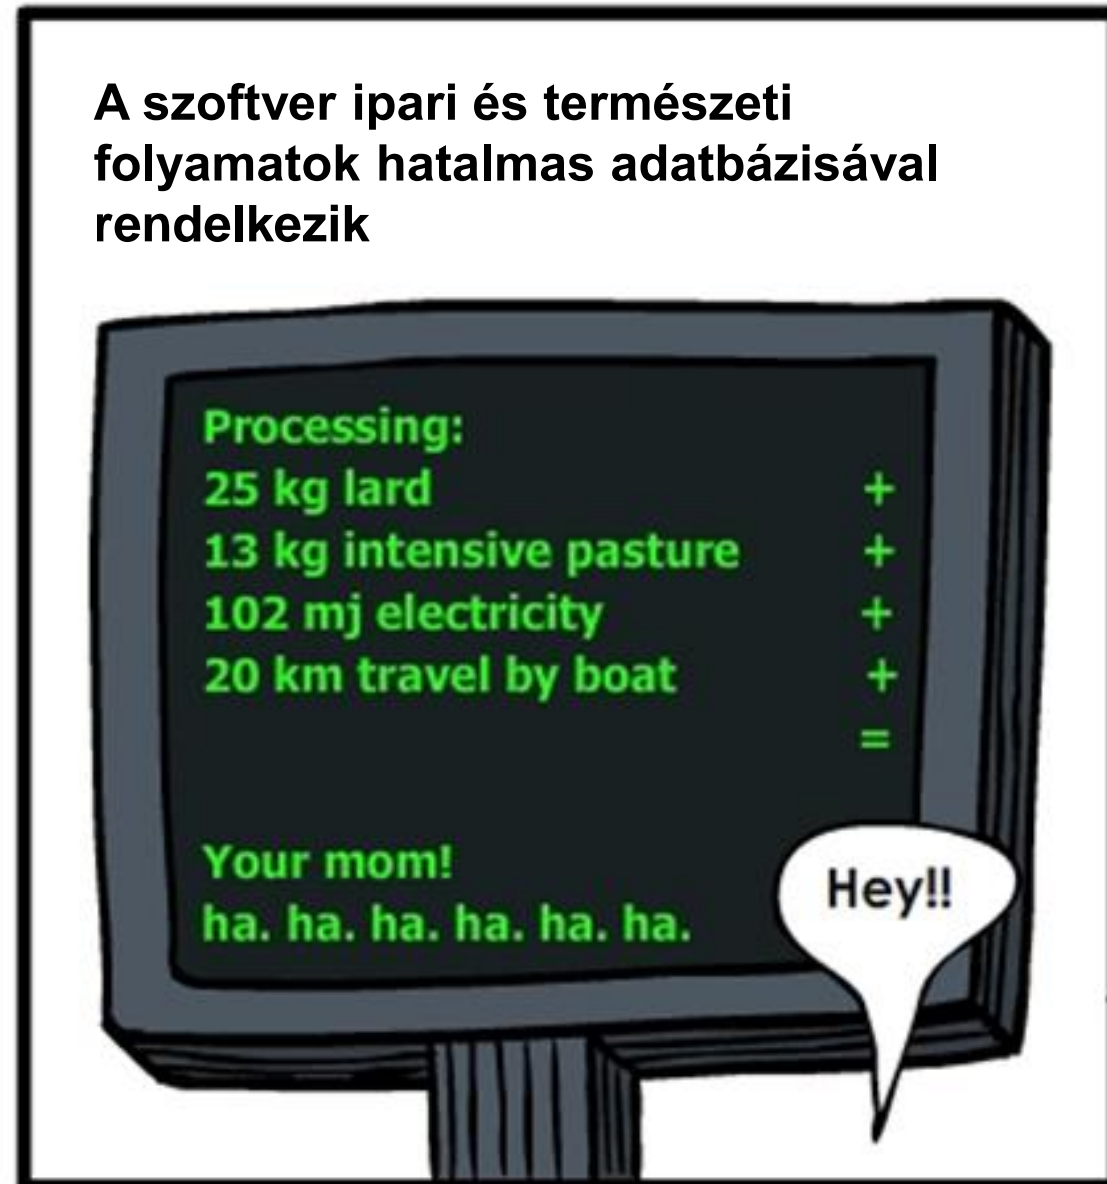 A szoftver ipari és természeti
folyamatok hatalmas adatbázisával
rendelkezik
Processing:
25 kg lard +
13 kg intensive pasture +
102 mj electricity +
20 km travel by boat +
=
Your mom!
ha. ha. ha. ha. ha. ha.
Hey!!